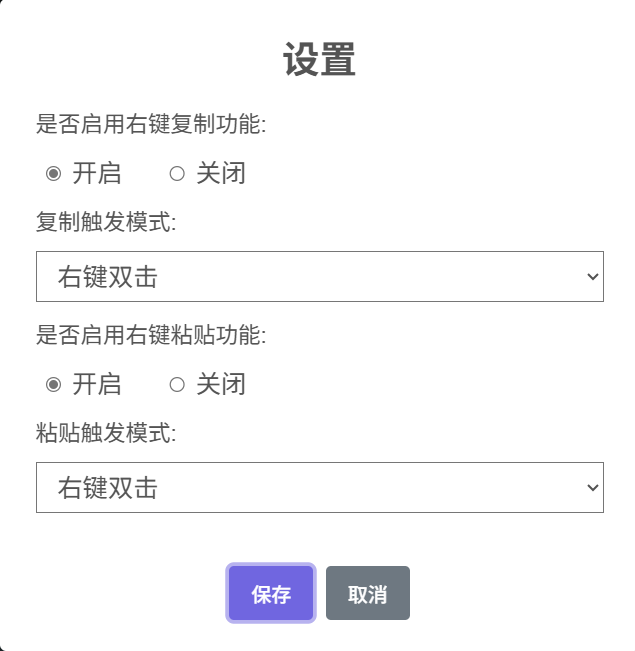 设置
是否启用右键复制功能:
开启 关闭
复制触发模式:
右键双击
是否启用右键粘贴功能:
开启 关闭
粘贴触发模式:
右键双击
保存 取消